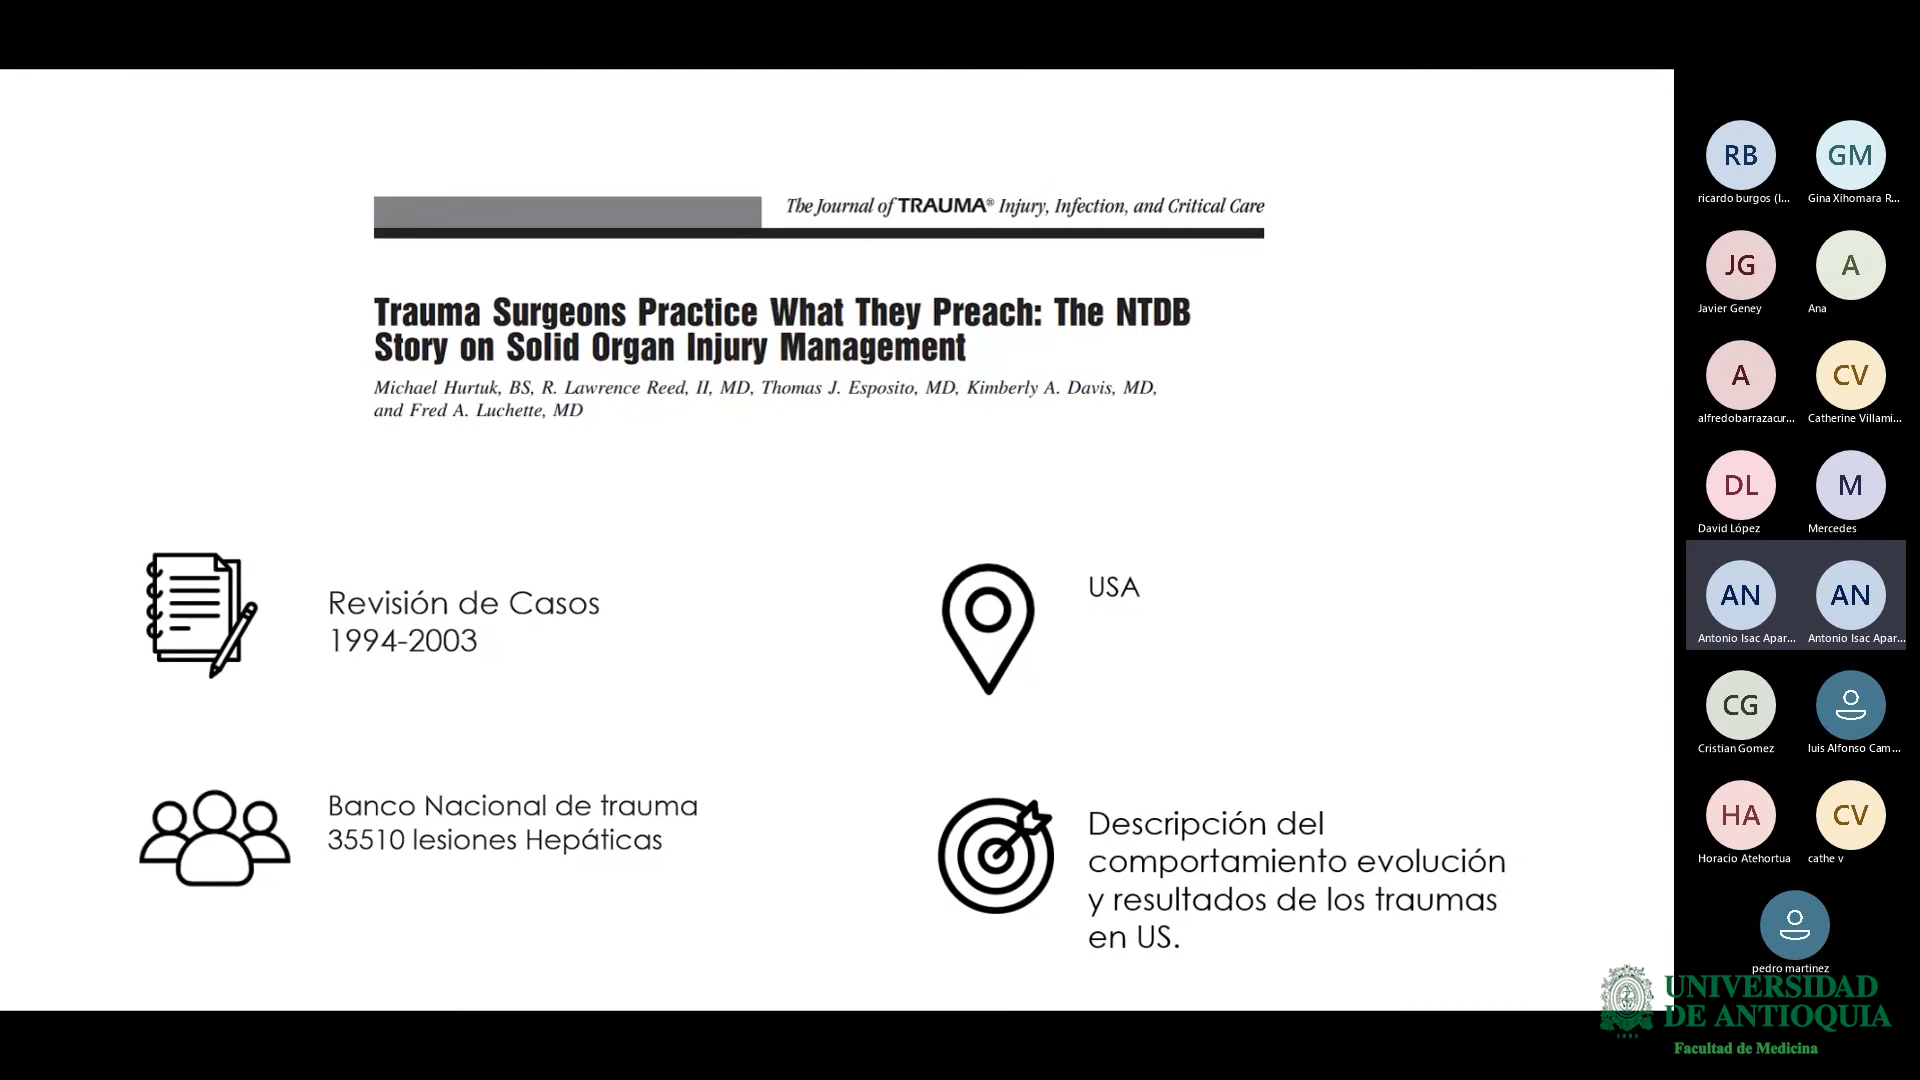 The Journal of TRAUMA® Injury, Infection, and Critical Care
Trauma Surgeons Practice What They Preach: The NTDB
Story on Solid Organ Injury Management
Michael Hurtuk, BS, R. Lawrence Reed, II, MD, Thomas J. Esposito, MD, Kimberly A. Davis, MD,
and Fred A. Luchette, MD
Revisión de Casos
1994-2003
USA
Banco Nacional de trauma
35510 lesiones Hepáticas
Descripción del
comportamiento evolución
y resultados de los traumas
en US.
RB
GM
ricardo burgos (I...
Gina Xihomara R...
JG
A
Javier Geney
Ana
A
CV
alfredobarrazacur...
Catherine Villami...
DL
M
David López
Mercedes
AN
AN
Antonio Isac Apar...
Antonio Isac Apar...
CG
Cristian Gomez
luis Alfonso Cam...
HA
CV
Horacio Atehortua
cathe v
pedro martinez
UNIVERSIDAD
DE ANTIOQUIA
Facultad de Medicina